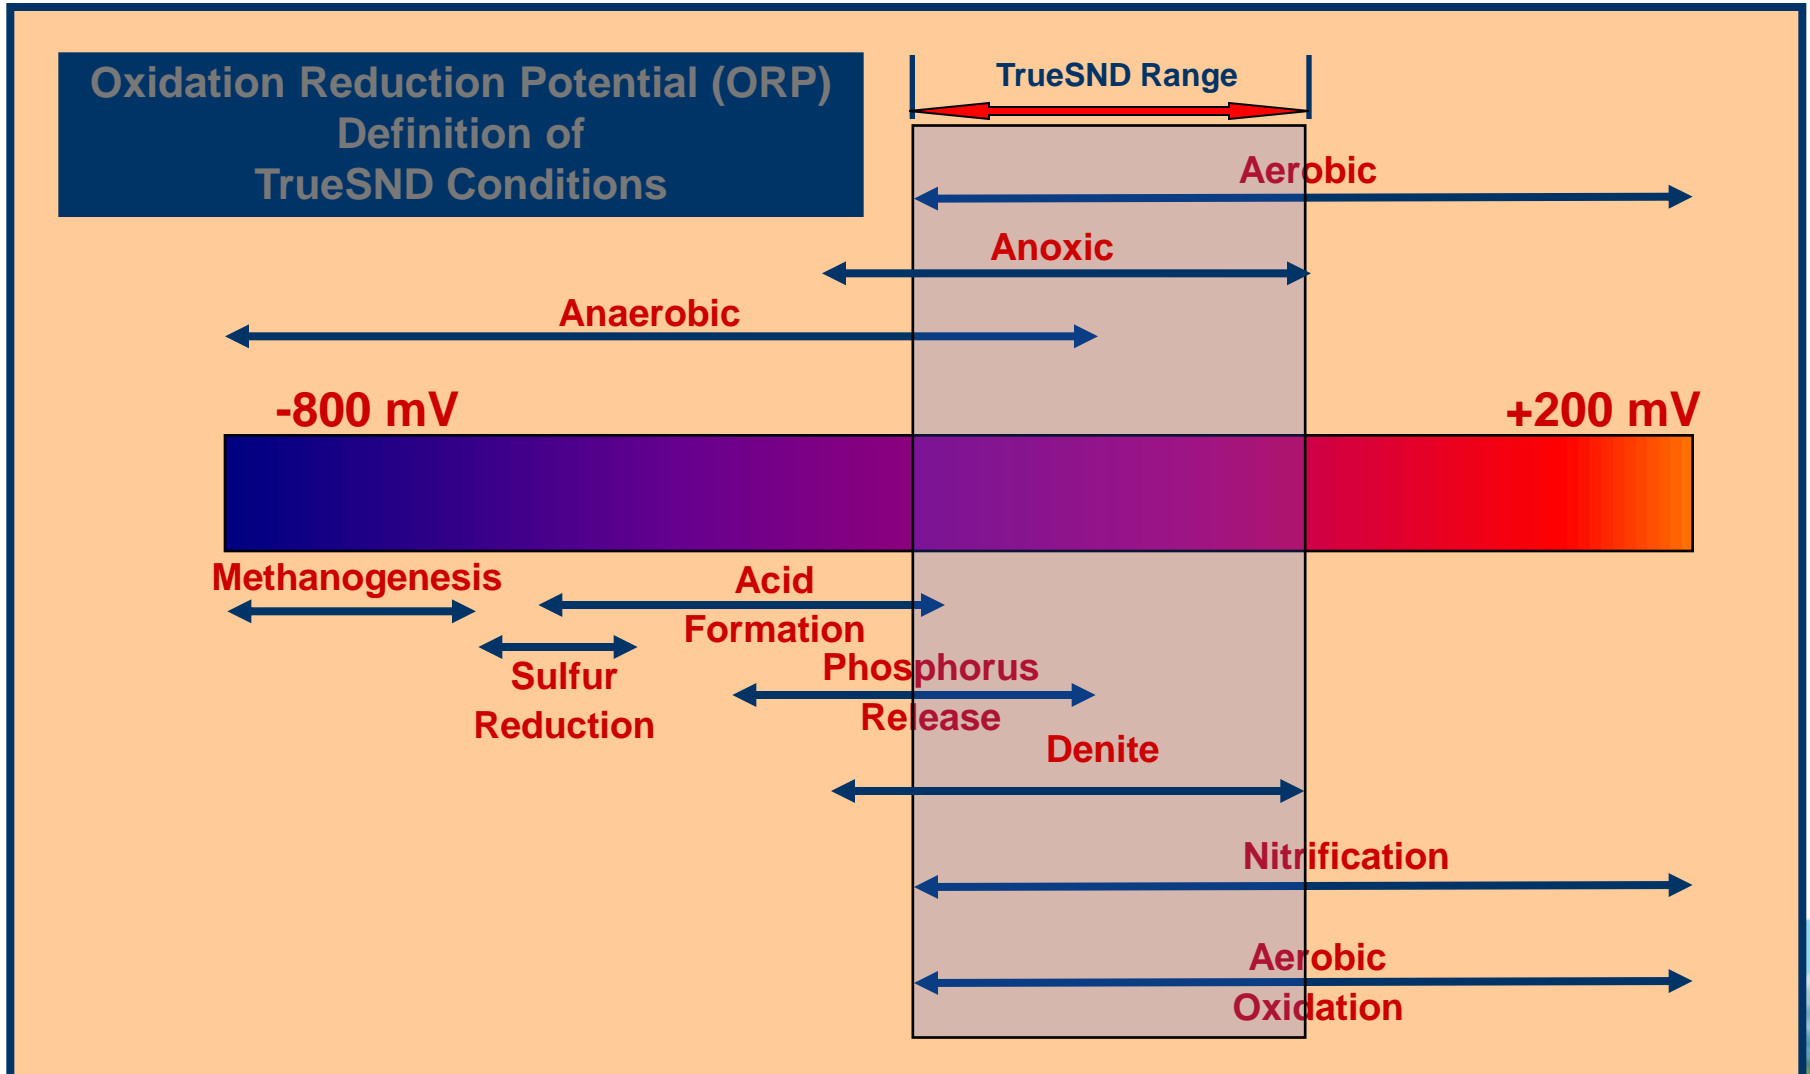 Oxidation Reduction Potential (ORP)
Definition of
TrueSND Conditions
TrueSND Range
Aerobic
Anoxic
Anaerobic
-800 mV
+200 mV
Methanogenesis
Acid
Formation
Sulfur
Reduction
Phosphorus
Release
Denite
Nitrification
Aerobic
Oxidation